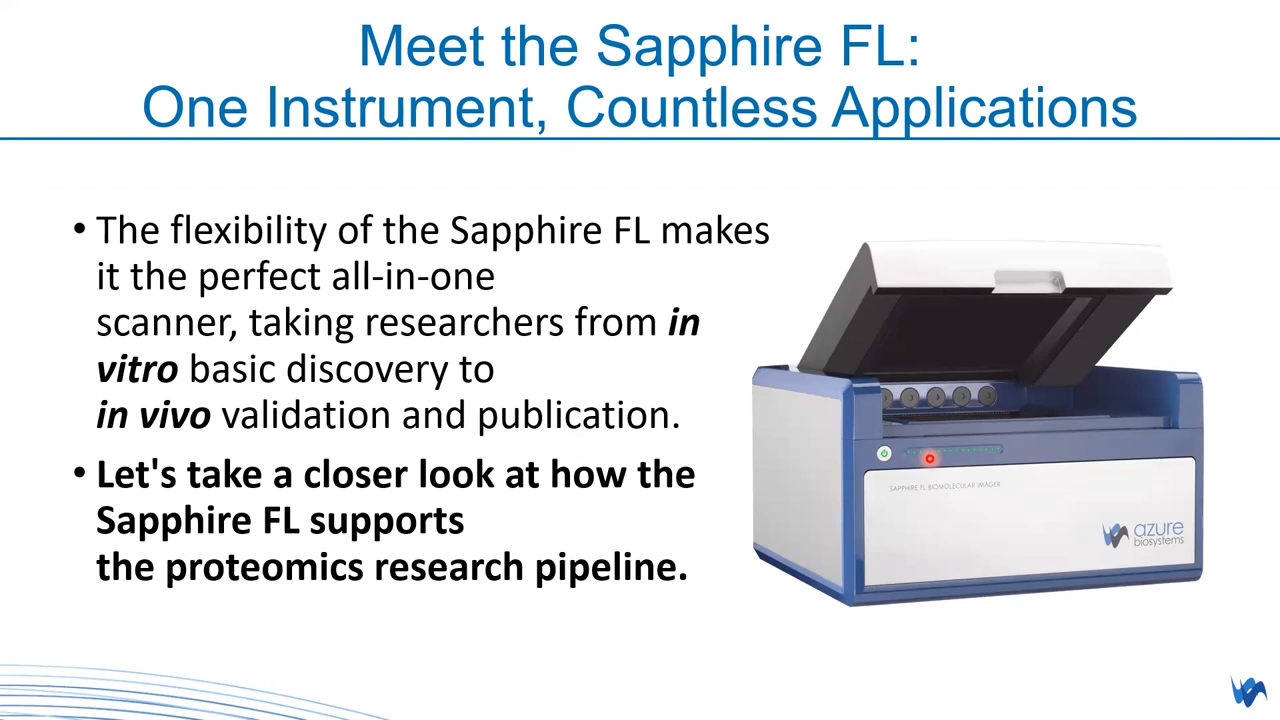 Meet the Sapphire FL:
One Instrument, Countless Applications
• The flexibility of the Sapphire FL makes
it the perfect all-in-one
scanner, taking researchers from in
vitro basic discovery to
in vivo validation and publication.
• Let's take a closer look at how the
Sapphire FL supports
the proteomics research pipeline.
SAPPHIRE FL BIOMOLECULAR IMAGER
azure
biosystems